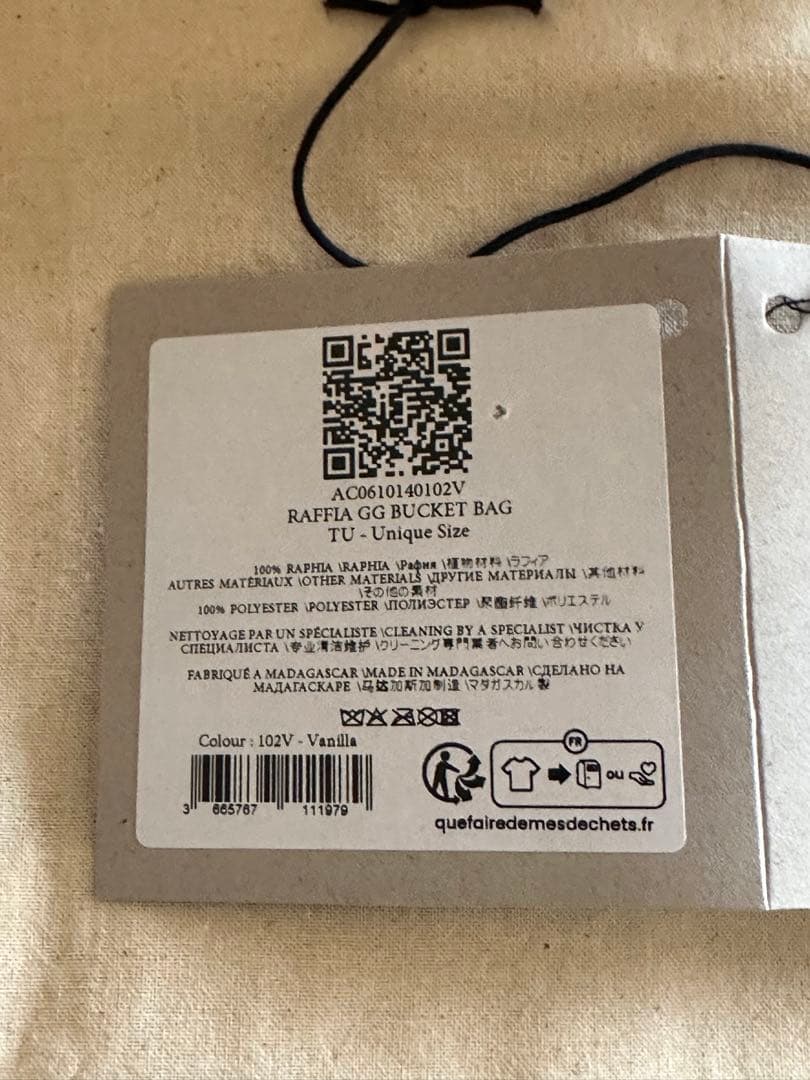 AC0610140102V
RAFFIA GG BUCKET BAG
TU - Unique Size
100% RAPHIA \RAPHIA \Рафия \植物材料 \ラフィア
AUTRES MATÉRIAUX \OTHER MATERIALS \ДРУГИЕ МАТЕРИАЛЫ \其他材料
\その他の素材
100% POLYESTER \POLYESTER \ПОЛИЭСТЕР \聚酯纤维 \ポリエステル
NETTOYAGE PAR UN SPÉCIALISTE \CLEANING BY A SPECIALIST \ЧИСТКА У
СПЕЦИАЛИСТА \专业清洁维护 \クリーニング専門業者へお問い合わせください
FABRIQUÉ A MADAGASCAR \MADE IN MADAGASCAR \СДЕЛАНО НА
МАДАГАСКАРЕ \马达加斯加制造 \マダガスカル製
Colour : 102V - Vanilla
3 665767 111979
FR
ou
quefairedemesdechets.fr